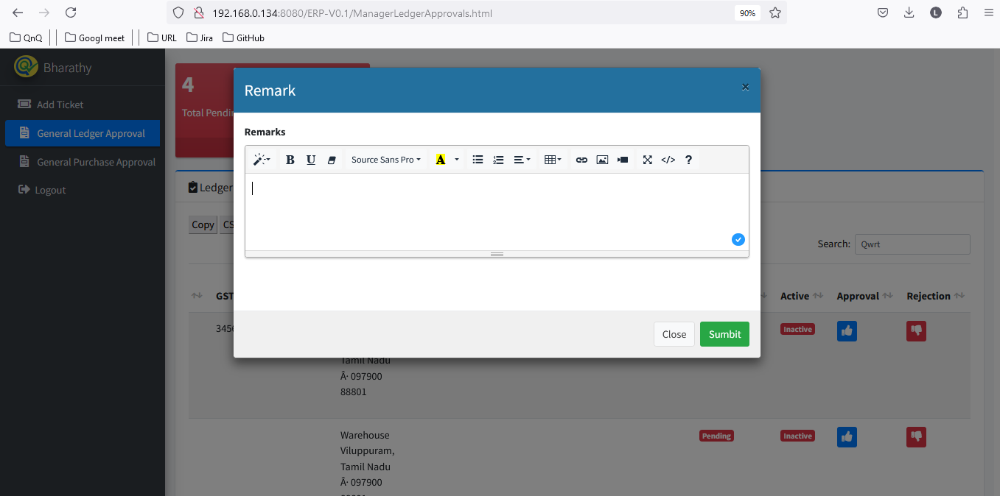 192.168.0.134:8080/ERP-V0.1/ManagerLedgerApprovals.html
90%
L
QnQ
Googl meet
URL
Jira
GitHub
Bharathy
Add Ticket
General Ledger Approval
General Purchase Approval
Logout
4
Total Pendin
Remark
×
Remarks
B U Source Sans Pro A </> ?
Ledger
Copy CS
Search: Qwrt
GST Active Approval Rejection
3456
Inactive
Close Sumbit
Tamil Nadu
Â· 097900
88801
Warehouse Pending Inactive
Viluppuram,
Tamil Nadu
Â· 097900